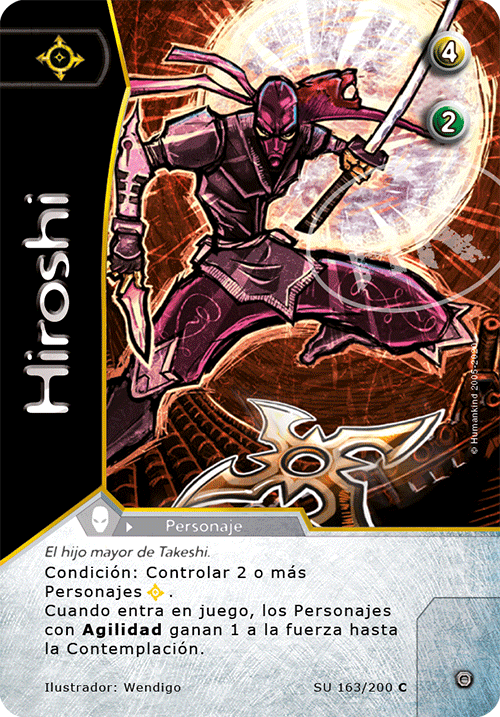 4
2
Hiroshi
© Humankind 2005-20
Personaje
El hijo mayor de Takeshi.
Condición: Controlar 2 o más
Personajes .
Cuando entra en juego, los Personajes
con Agilidad ganan 1 a la fuerza hasta
la Contemplación.
Ilustrador: Wendigo SU 163/200 C